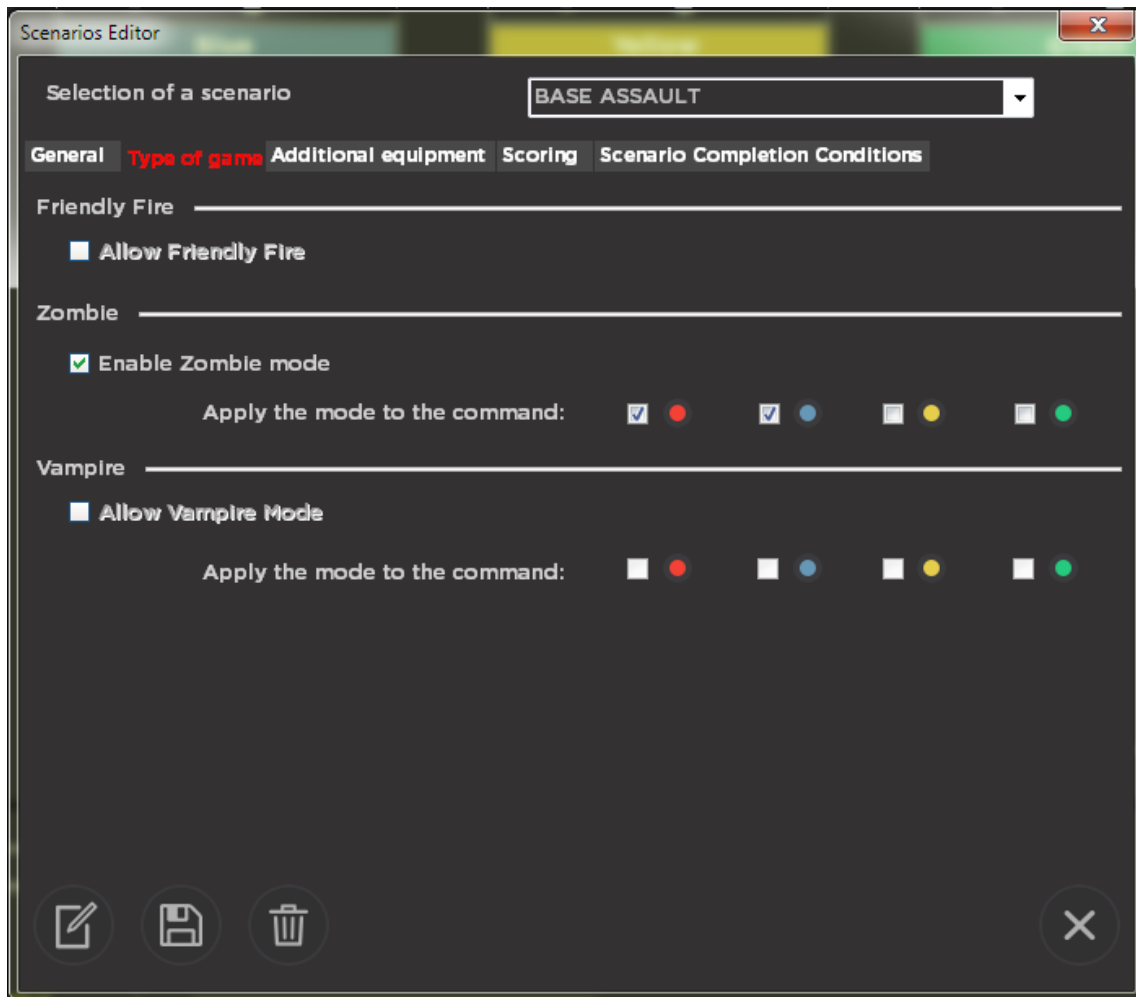 Scenarios Editor
Blue Yellow
Selection of a scenario BASE ASSAULT
General Type of game Additional equipment Scoring Scenario Completion Conditions
Friendly Fire
Allow Friendly Fire
Zombie
Enable Zombie mode
Apply the mode to the command:
Vampire
Allow Vampire Mode
Apply the mode to the command: